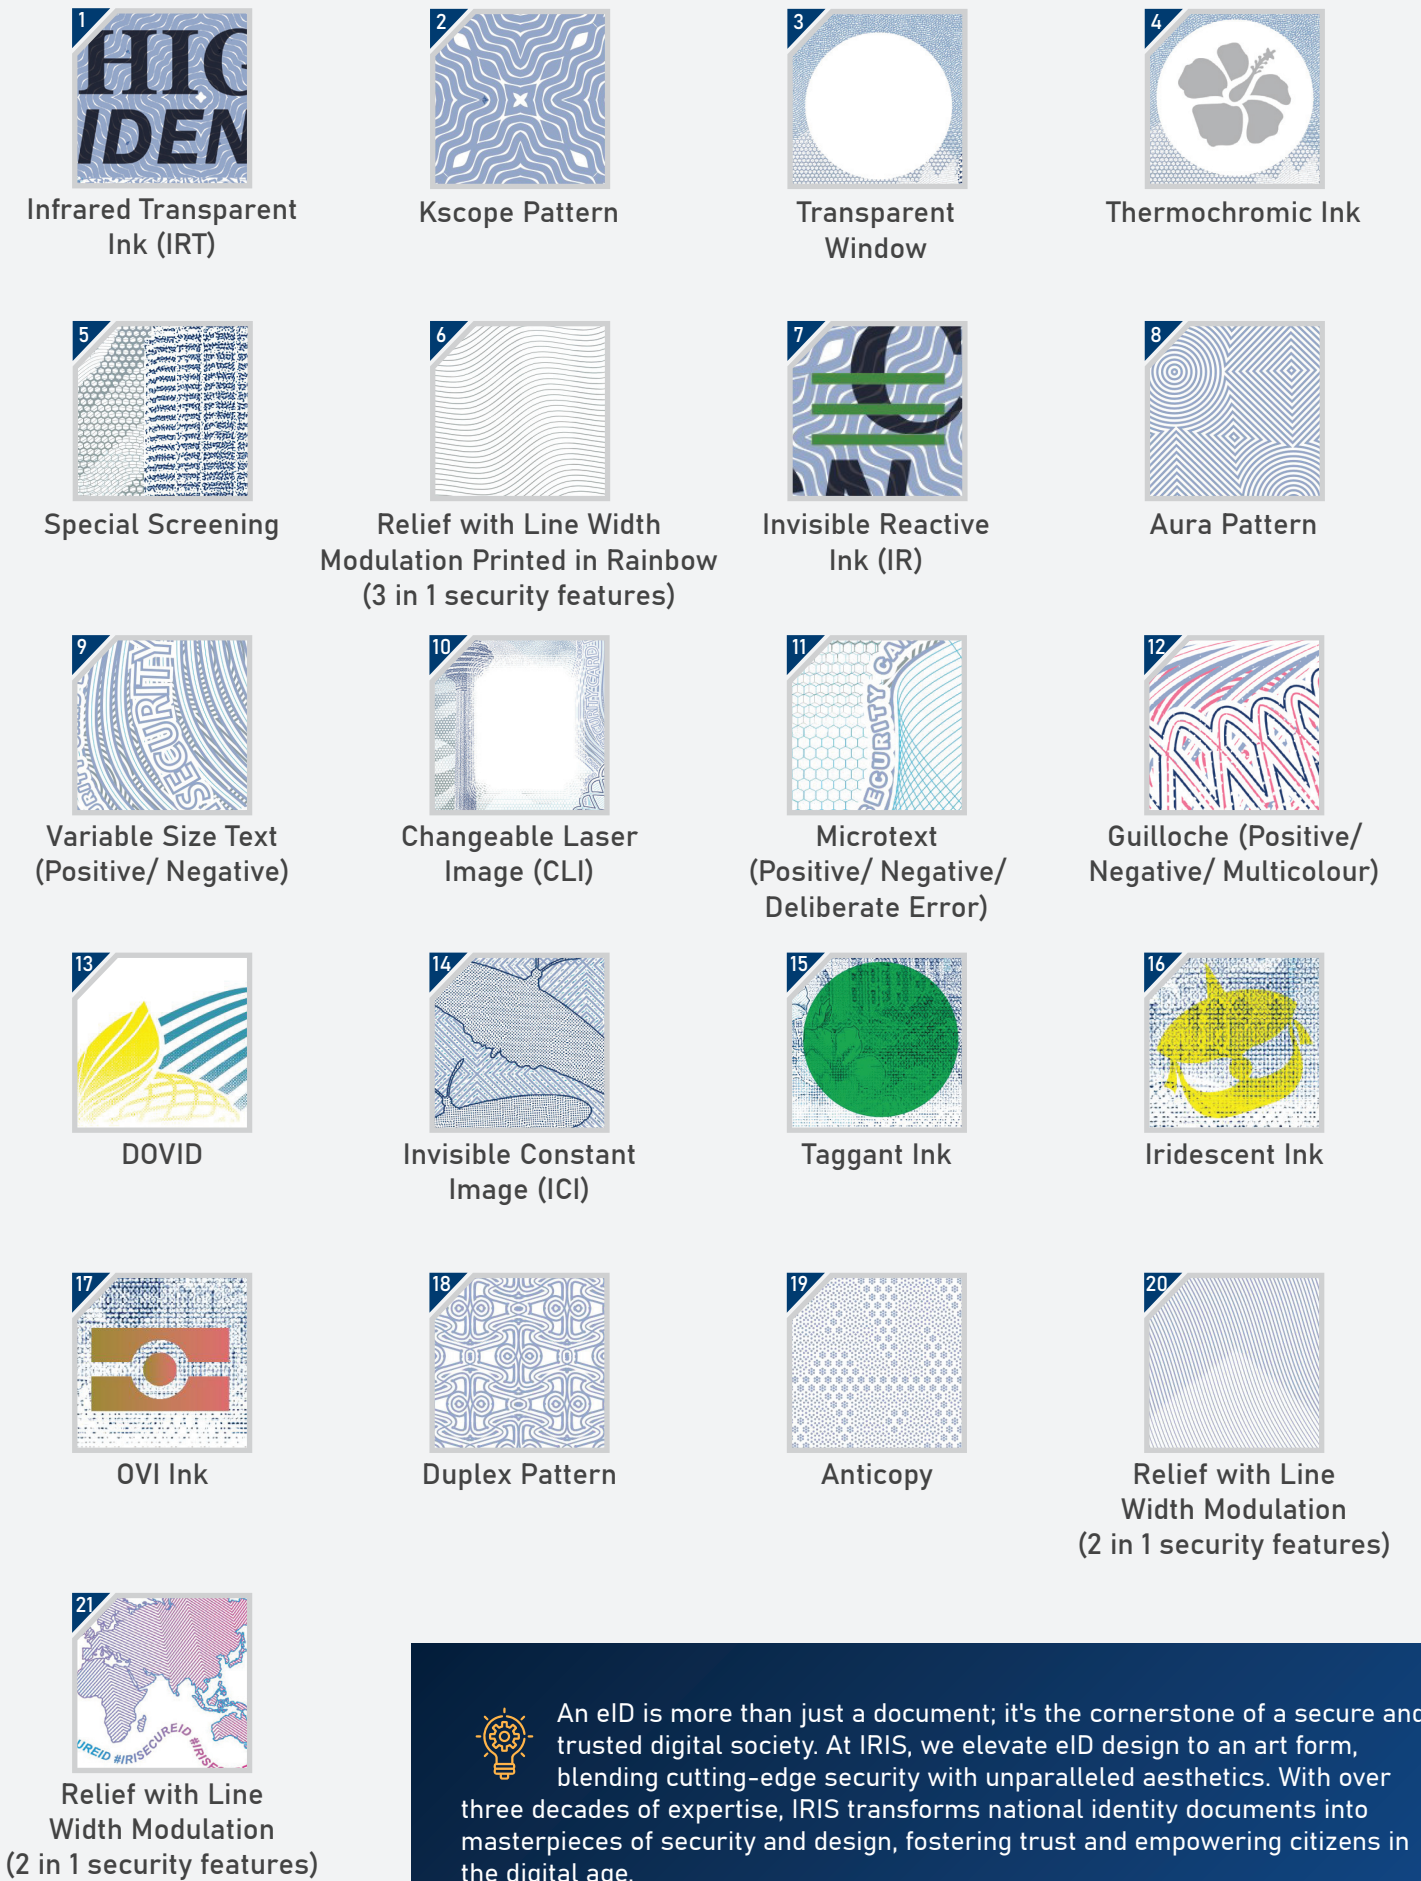 1
HIG
IDEN
Infrared Transparent
Ink (IRT)
2
Kscope Pattern
3
Transparent
Window
4
Thermochromic Ink
5
Special Screening
6
Relief with Line Width
Modulation Printed in Rainbow
(3 in 1 security features)
7
Invisible Reactive
Ink (IR)
8
Aura Pattern
9
SECURITY
Variable Size Text
(Positive/ Negative)
10
Changeable Laser
Image (CLI)
11
ECURITY CA
Microtext
(Positive/ Negative/
Deliberate Error)
12
Guilloche (Positive/
Negative/ Multicolour)
13
DOVID
14
Invisible Constant
Image (ICI)
15
Taggant Ink
16
Iridescent Ink
17
OVI Ink
18
Duplex Pattern
19
Anticopy
20
Relief with Line
Width Modulation
(2 in 1 security features)
21
UREID #IRISECUREID #IRISE
Relief with Line
Width Modulation
(2 in 1 security features)
An eID is more than just a document; it's the cornerstone of a secure and
trusted digital society. At IRIS, we elevate eID design to an art form,
blending cutting-edge security with unparalleled aesthetics. With over
three decades of expertise, IRIS transforms national identity documents into
masterpieces of security and design, fostering trust and empowering citizens in
the digital age.